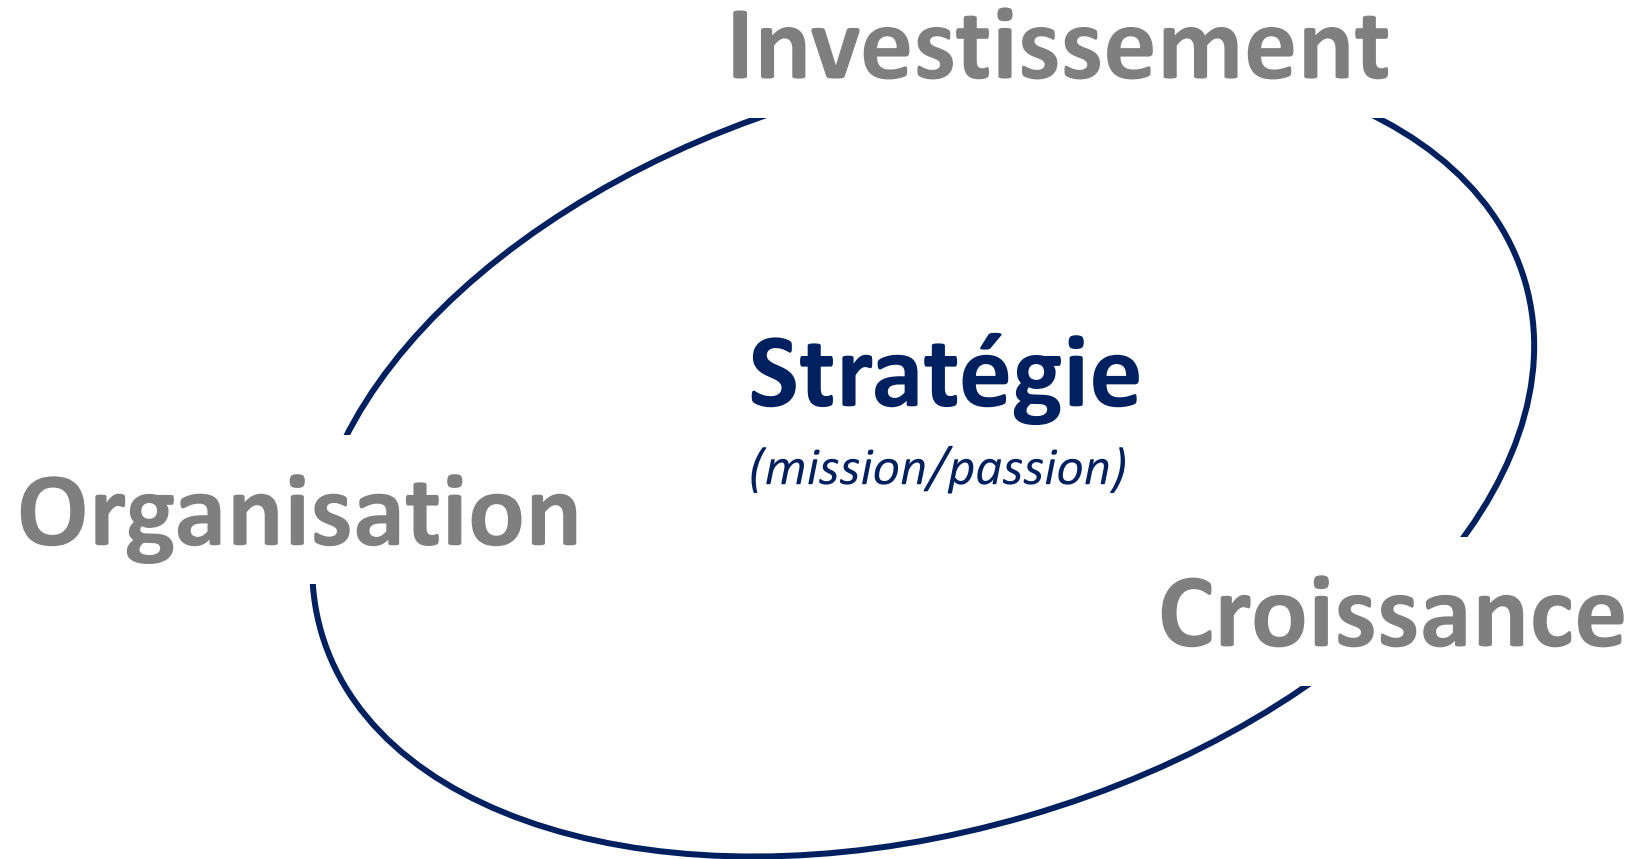 Investissement
Stratégie
(mission/passion)
Organisation
Croissance